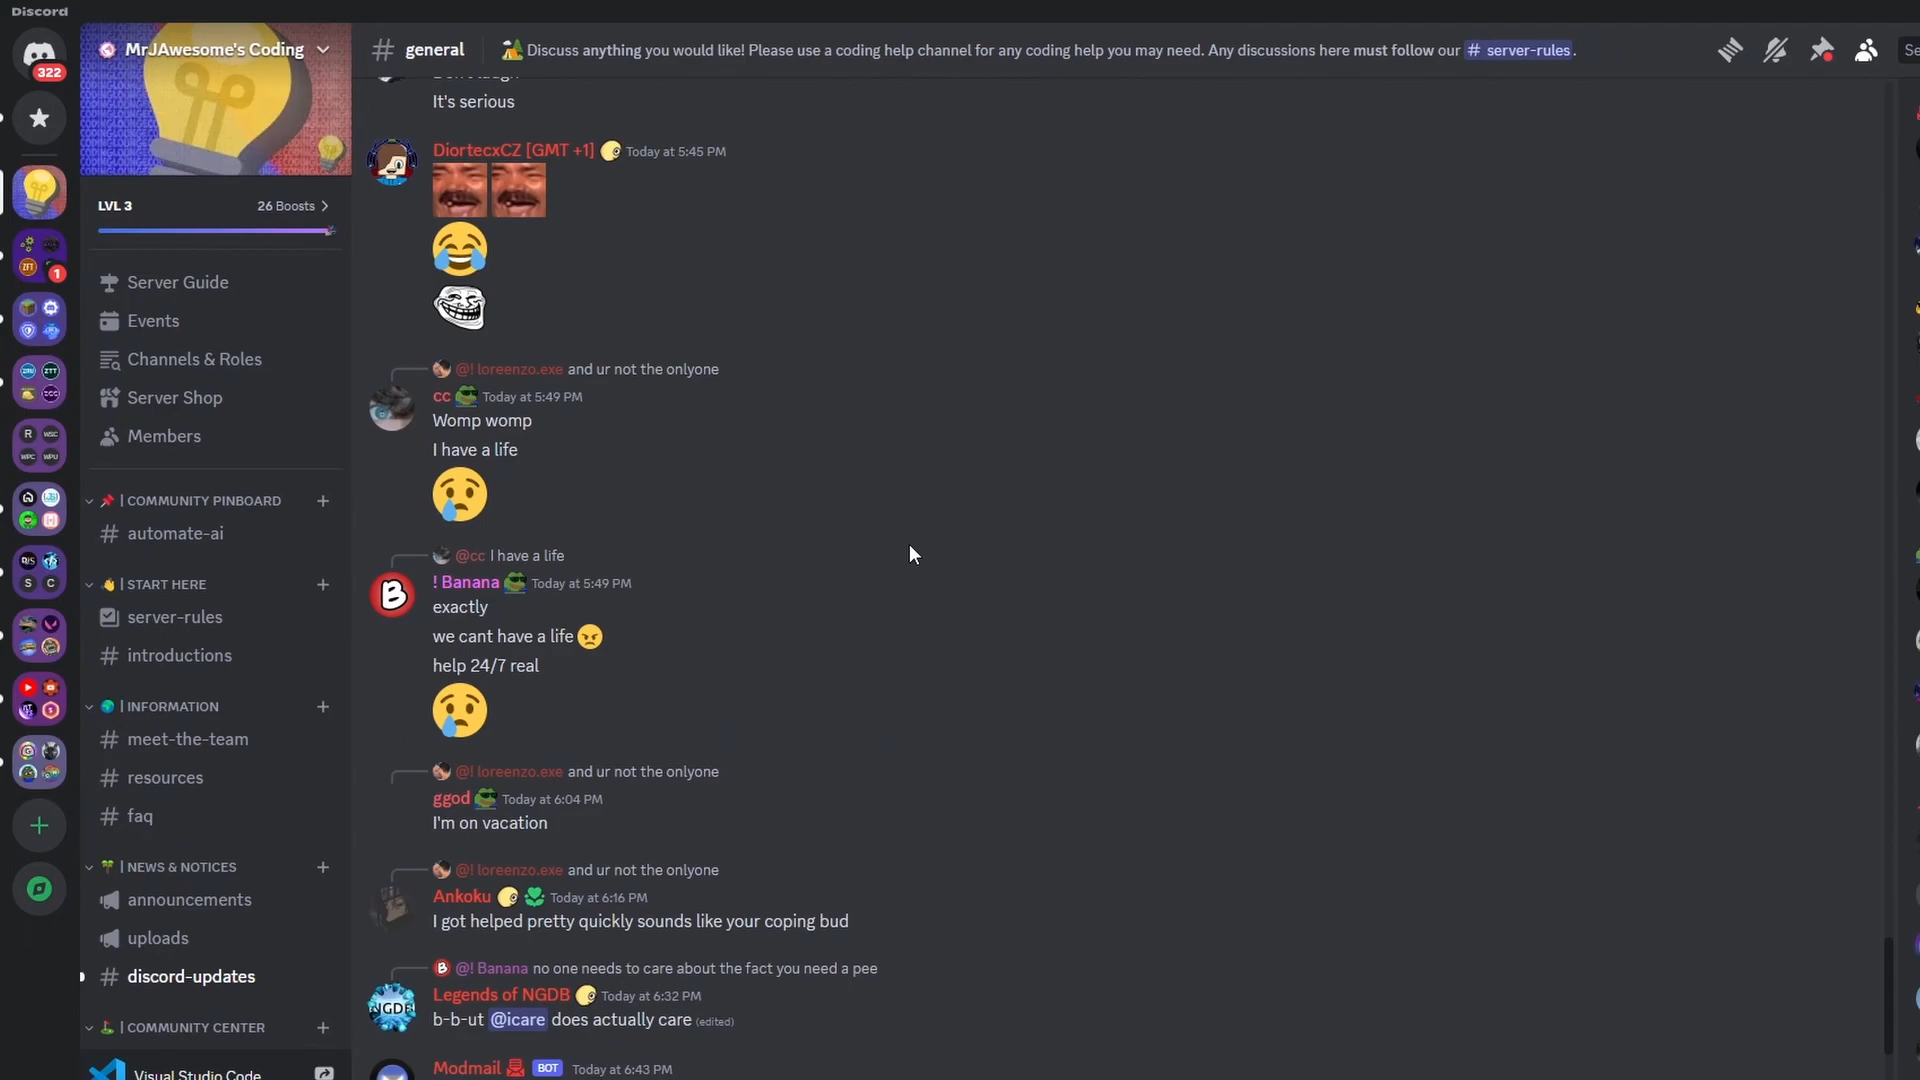 Discord
MrJAwesome's Coding
general
Discuss anything you would like! Please use a coding help channel for any coding help you may need. Any discussions here must follow our # server-rules.
Se
322
It's serious
DiortecxCZ [GMT +1] Today at 5:45 PM
LVL 3
26 Boosts
Server Guide
Events
Channels & Roles
Server Shop
Members
1
@! loreenzo.exe and ur not the onlyone
cc Today at 5:49 PM
Womp womp
I have a life
| COMMUNITY PINBOARD
# automate-ai
@cc I have a life
! Banana Today at 5:49 PM
exactly
we cant have a life
help 24/7 real
| START HERE
server-rules
# introductions
| INFORMATION
# meet-the-team
# resources
# faq
@! loreenzo.exe and ur not the onlyone
ggod Today at 6:04 PM
I'm on vacation
| NEWS & NOTICES
announcements
uploads
# discord-updates
@! loreenzo.exe and ur not the onlyone
Ankoku Today at 6:16 PM
I got helped pretty quickly sounds like your coping bud
@! Banana no one needs to care about the fact you need a pee
NGDB
Legends of NGDB Today at 6:32 PM
b-b-ut @icare does actually care (edited)
| COMMUNITY CENTER
Visual Studio Code
Modmail BOT Today at 6:43 PM